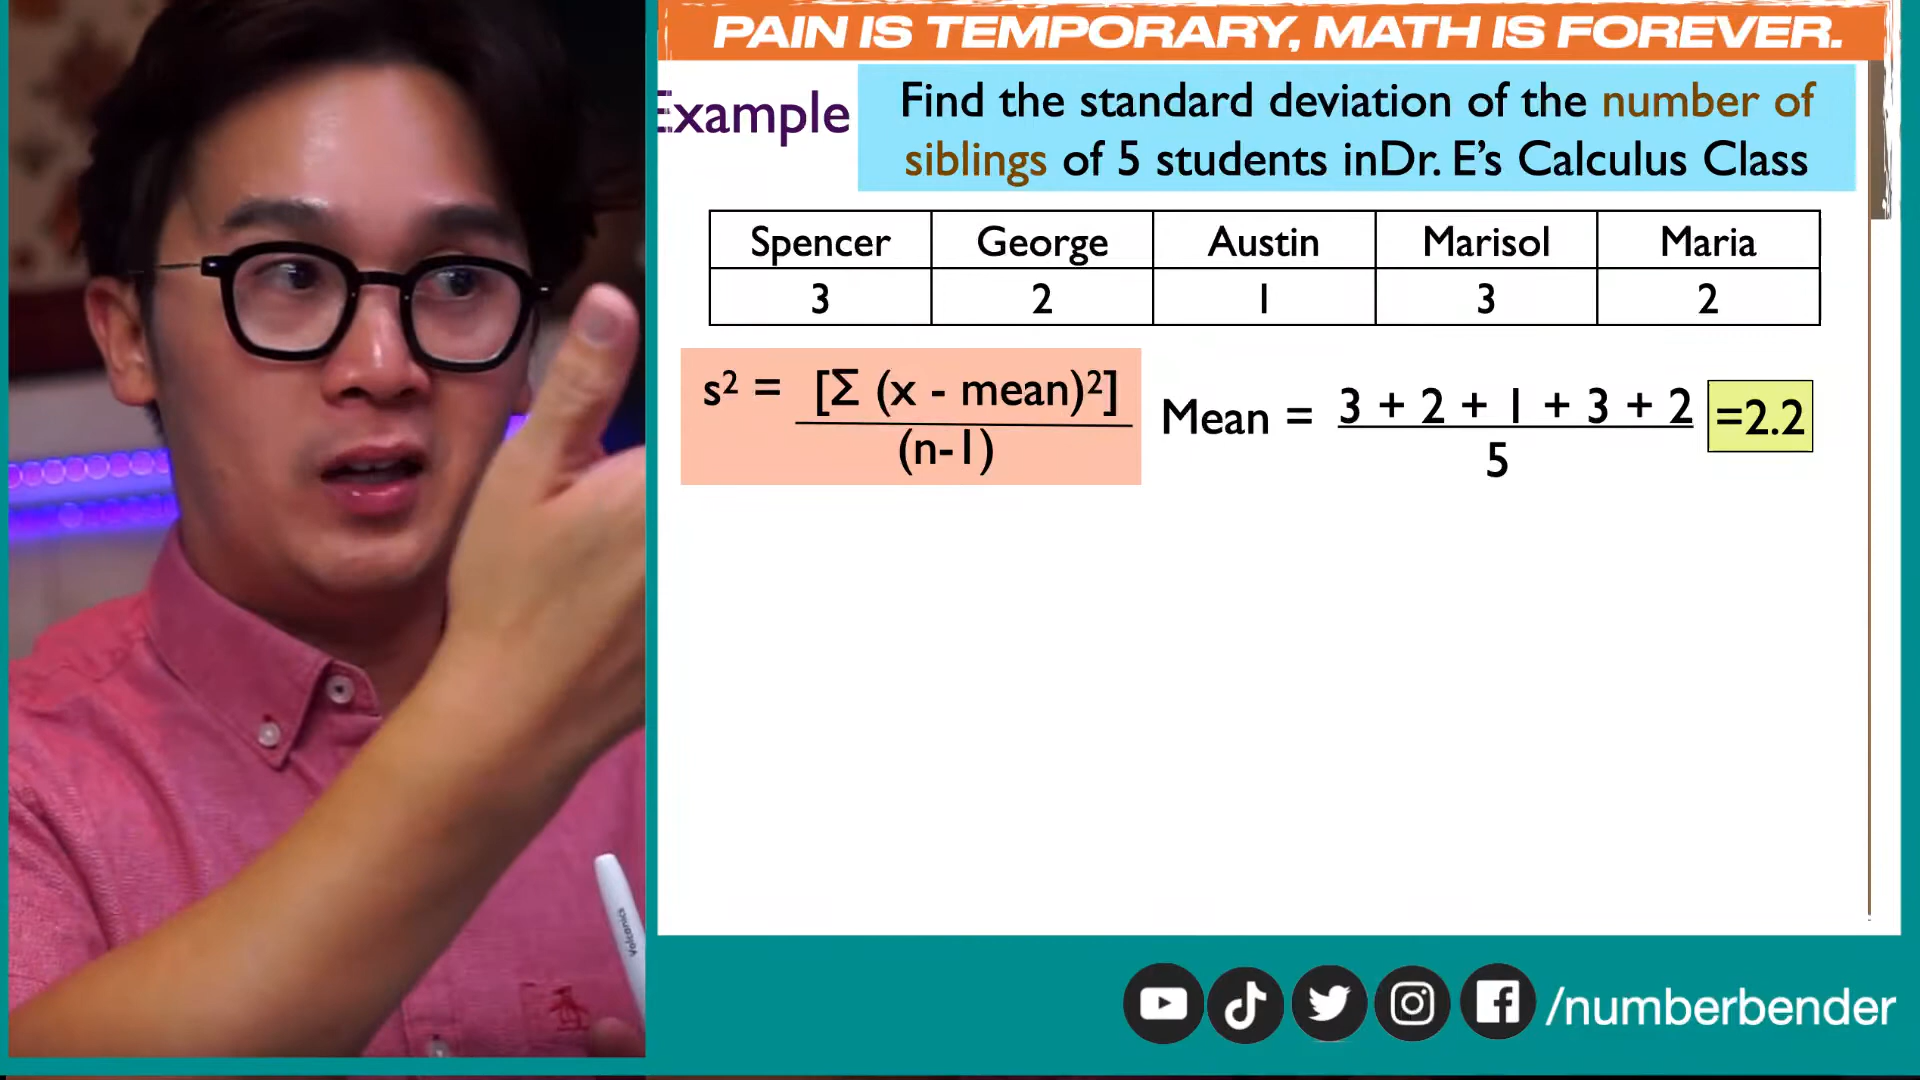 PAIN IS TEMPORARY, MATH IS FOREVER.
Example
Find the standard deviation of the number of
siblings of 5 students inDr. E's Calculus Class
Spencer George Austin Marisol Maria
3 2 1 3 2
s² = [Σ (x - mean)²]
(n-1)
Mean = 3 + 2 + 1 + 3 + 2 =2.2
5
Volcanics
/numberbender